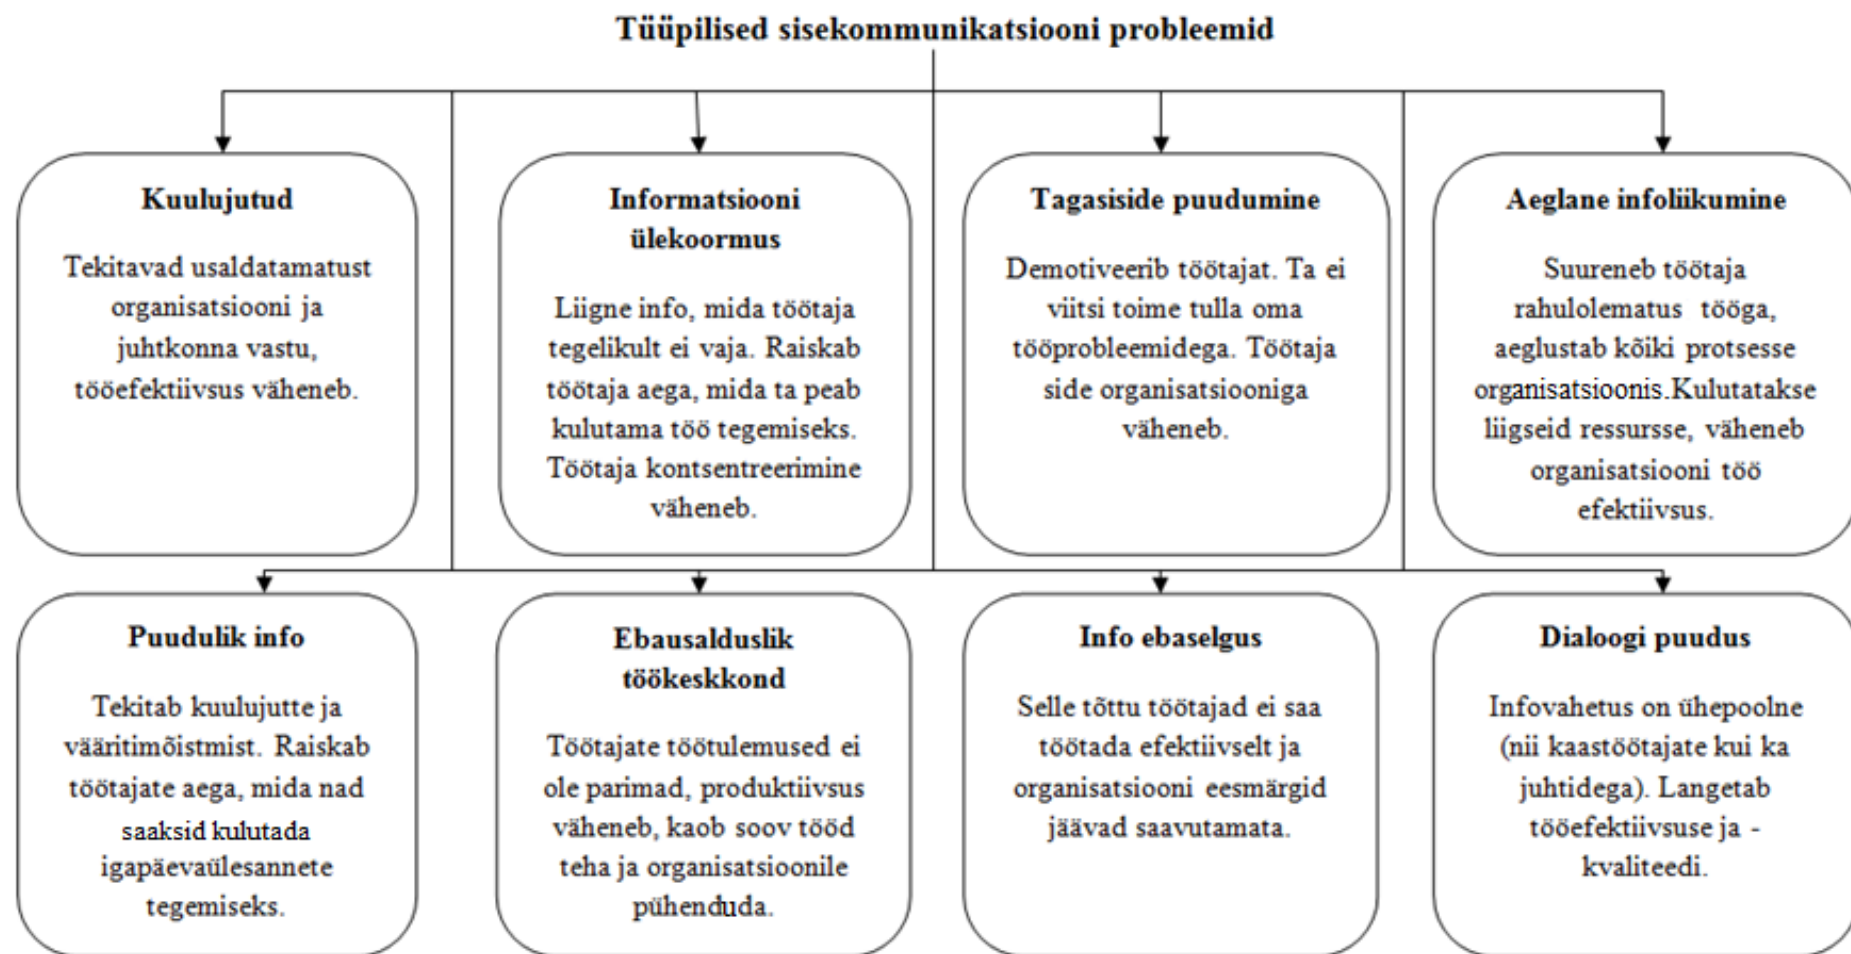 Tüüpilised sisekommunikatsiooni probleemid
Kuulujutud
Tekitavad usaldatamatust
organisatsiooni ja
juhtkonna vastu,
tööefektiivsus väheneb.
Informatsiooni
ülekoormus
Liigne info, mida töötaja
tegelikult ei vaja. Raiskab
töötaja aega, mida ta peab
kulutama töö tegemiseks.
Töötaja kontsentreerimine
väheneb.
Tagasiside puudumine
Demotiveerib töötajat. Ta ei
viitsi toime tulla oma
tööprobleemidega. Töötaja
side organisatsiooniga
väheneb.
Aeglane infoliikumine
Suureneb töötaja
rahulolematus tööga,
aeglustab kõiki protsesse
organisatsioonis.Kulutatakse
liigseid ressursse, väheneb
organisatsiooni töö
efektiivsus.
Puudulik info
Tekitab kuulujutte ja
vääritimõistmist. Raiskab
töötajate aega, mida nad
saaksid kulutada
igapäevaülesannete
tegemiseks.
Ebausalduslik
töökeskkond
Töötajate töötulemused ei
ole parimad, produktiivsus
väheneb, kaob soov tööd
teha ja organisatsioonile
pühenduda.
Info ebaselgus
Selle tõttu töötajad ei saa
töötada efektiivselt ja
organisatsiooni eesmärgid
jäävad saavutamata.
Dialoogi puudus
Infovahetus on ühepoolne
(nii kaastöötajate kui ka
juhtidega). Langetab
tööefektiivsuse ja -
kvaliteedi.